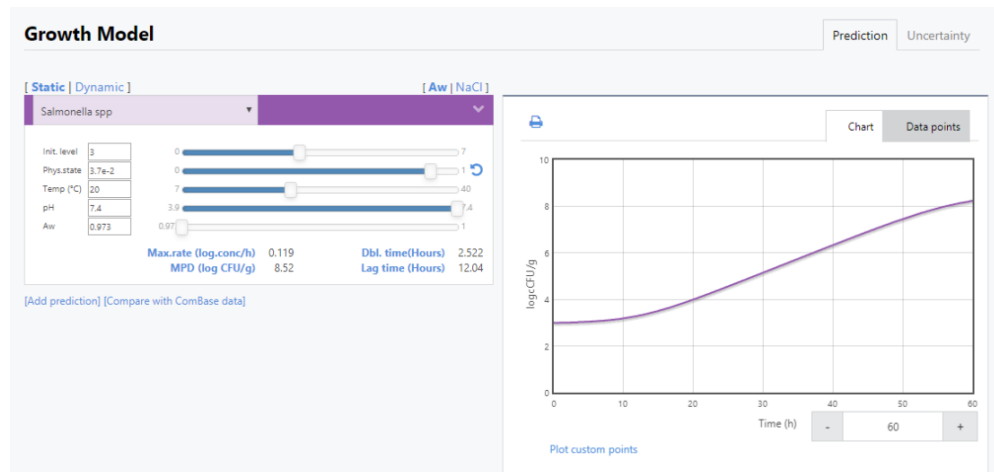 Growth Model
Prediction Uncertainty
[ Static | Dynamic ] [ Aw | NaCl ]
Salmonella spp
Init. level 3 0 7
Phys.state 3.7e-2 0 1
Temp (°C) 20 7 40
pH 7.4 3.9 7.4
Aw 0.973 0.97 1
Max.rate (log.conc/h) 0.119 Dbl. time(Hours) 2.522
MPD (log CFU/g) 8.52 Lag time (Hours) 12.04
[Add prediction] [Compare with ComBase data]
Chart Data points
10
8
6
4
2
0
logcCFU/g
0 10 20 30 40 50 60
Time (h) - 60 +
Plot custom points